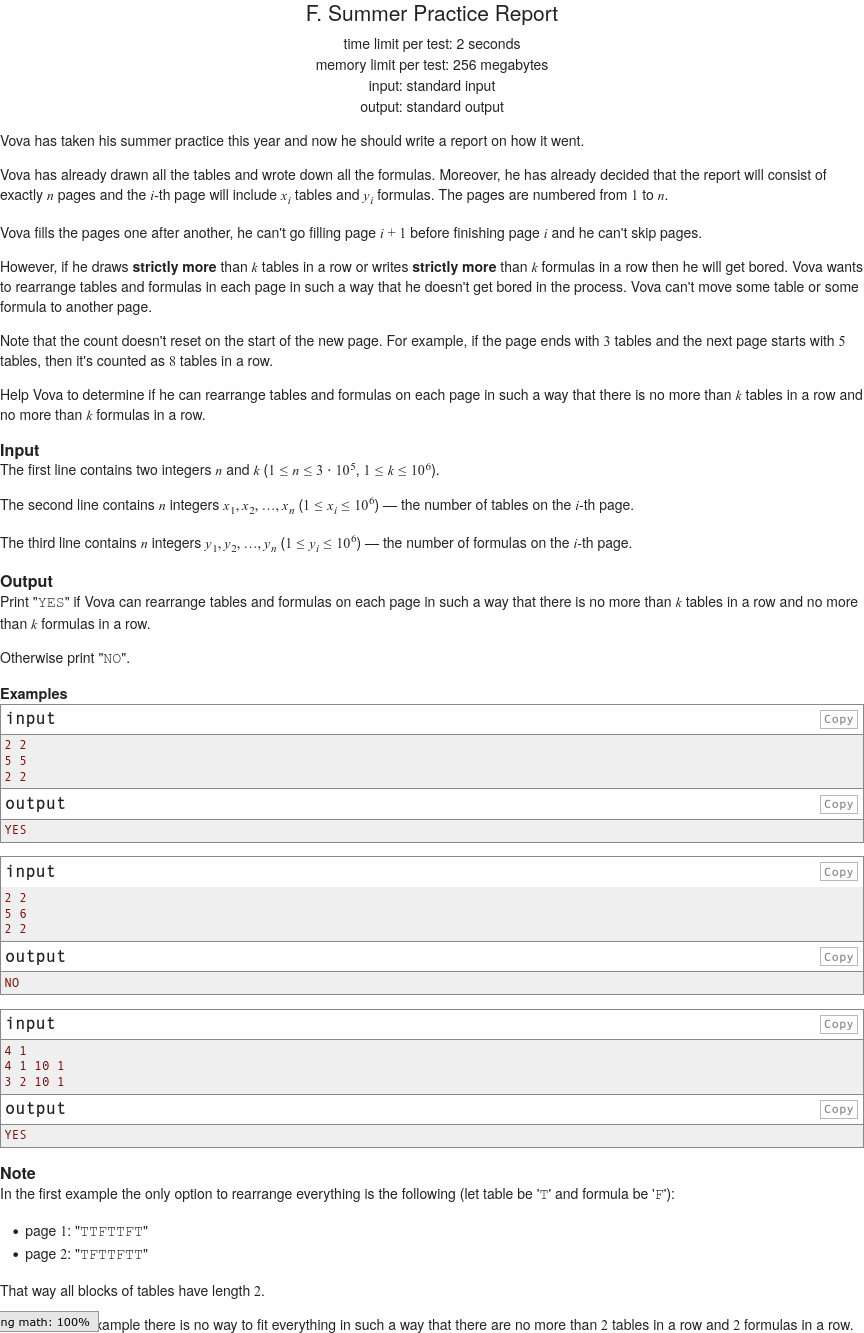 F. Summer Practice Report
time limit per test: 2 seconds
memory limit per test: 256 megabytes
input: standard input
output: standard output
Vova has taken his summer practice this year and now he should write a report on how it went.
Vova has already drawn all the tables and wrote down all the formulas. Moreover, he has already decided that the report will consist of
exactly n pages and the i-th page will include x_i tables and y_i formulas. The pages are numbered from 1 to n.
Vova fills the pages one after another, he can't go filling page i + 1 before finishing page i and he can't skip pages.
However, if he draws strictly more than k tables in a row or writes strictly more than k formulas in a row then he will get bored. Vova wants
to rearrange tables and formulas in each page in such a way that he doesn't get bored in the process. Vova can't move some table or some
formula to another page.
Note that the count doesn't reset on the start of the new page. For example, if the page ends with 3 tables and the next page starts with 5
tables, then it's counted as 8 tables in a row.
Help Vova to determine if he can rearrange tables and formulas on each page in such a way that there is no more than k tables in a row and
no more than k formulas in a row.
Input
The first line contains two integers n and k (1 ≤ n ≤ 3 · 10^5, 1 ≤ k ≤ 10^6).
The second line contains n integers x_1, x_2, …, x_n (1 ≤ x_i ≤ 10^6) — the number of tables on the i-th page.
The third line contains n integers y_1, y_2, …, y_n (1 ≤ y_i ≤ 10^6) — the number of formulas on the i-th page.
Output
Print "YES" if Vova can rearrange tables and formulas on each page in such a way that there is no more than k tables in a row and no more
than k formulas in a row.
Otherwise print "NO".
Examples
input Copy
2 2
5 5
2 2
output Copy
YES
input Copy
2 2
5 6
2 2
output Copy
NO
input Copy
4 1
4 1 10 1
3 2 10 1
output Copy
YES
Note
In the first example the only option to rearrange everything is the following (let table be 'T' and formula be 'F'):
• page 1: "TTFTTFT"
• page 2: "TFTTFTT"
That way all blocks of tables have length 2.
ng math: 100% xample there is no way to fit everything in such a way that there are no more than 2 tables in a row and 2 formulas in a row.